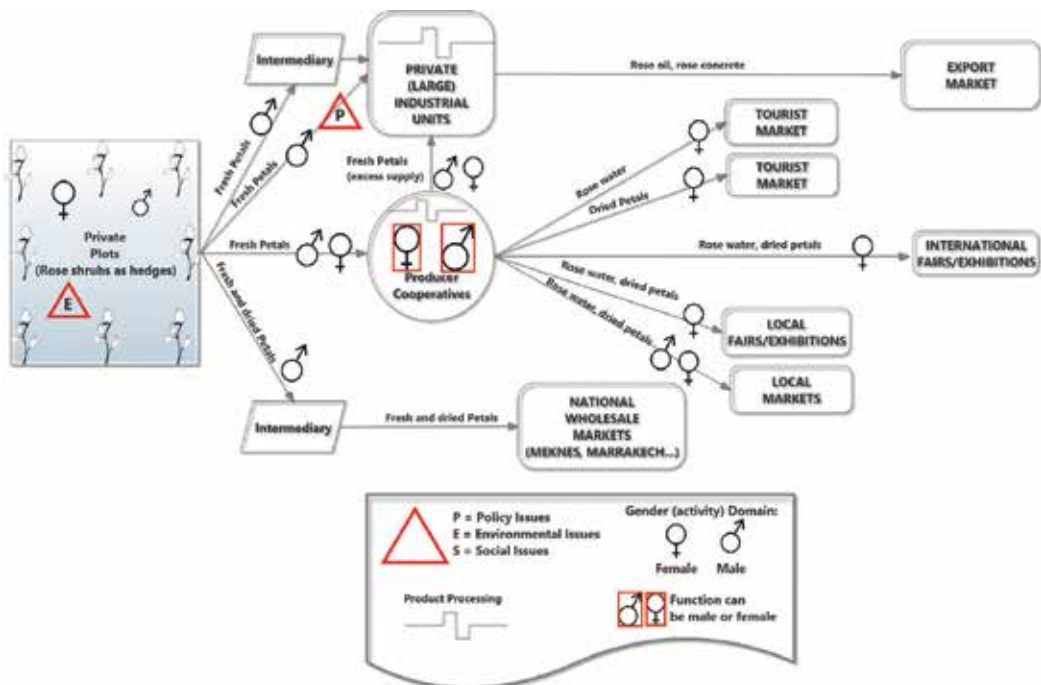 Intermediary
PRIVATE
(LARGE)
INDUSTRIAL
UNITS
Rose oil, rose concrete
EXPORT
MARKET
P
Fresh Petals
Fresh Petals
Fresh Petals
(excess supply)
TOURIST
MARKET
Rose water
TOURIST
MARKET
Dried Petals
Private
Plots
(Rose shrubs as hedges)
E
Fresh Petals
Producer
Cooperatives
Rose water, dried petals
INTERNATIONAL
FAIRS/EXHIBITIONS
Rose water, dried petals
LOCAL
FAIRS/EXHIBITIONS
Rose water, dried petals
LOCAL
MARKETS
Fresh and dried Petals
Intermediary
Fresh and dried Petals
NATIONAL
WHOLESALE
MARKETS
(MEKNES, MARRAKECH...)
P = Policy Issues
E = Environmental Issues
S = Social Issues
Gender (activity) Domain:
Female Male
Product Processing
Function can
be male or female